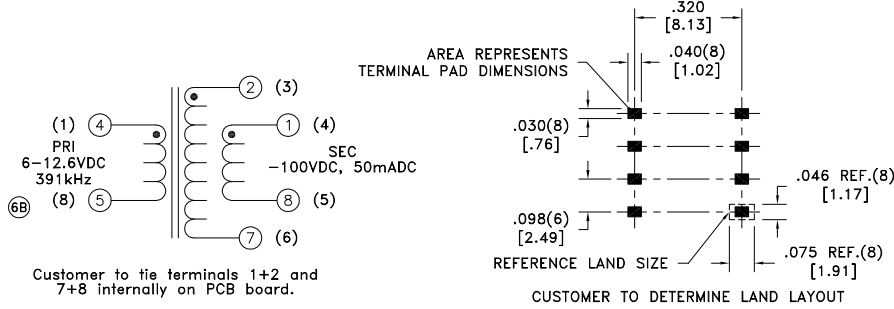 (1) 4
PRI
6-12.6VDC
391kHz
(8) 5
6B
2 (3)
1 (4)
SEC
-100VDC, 50mADC
8 (5)
7 (6)
Customer to tie terminals 1+2 and
7+8 internally on PCB board.
.320
[8.13]
AREA REPRESENTS
TERMINAL PAD DIMENSIONS
.040(8)
[1.02]
.030(8)
[.76]
.098(6)
[2.49]
.046 REF.(8)
[1.17]
.075 REF.(8)
[1.91]
REFERENCE LAND SIZE
CUSTOMER TO DETERMINE LAND LAYOUT